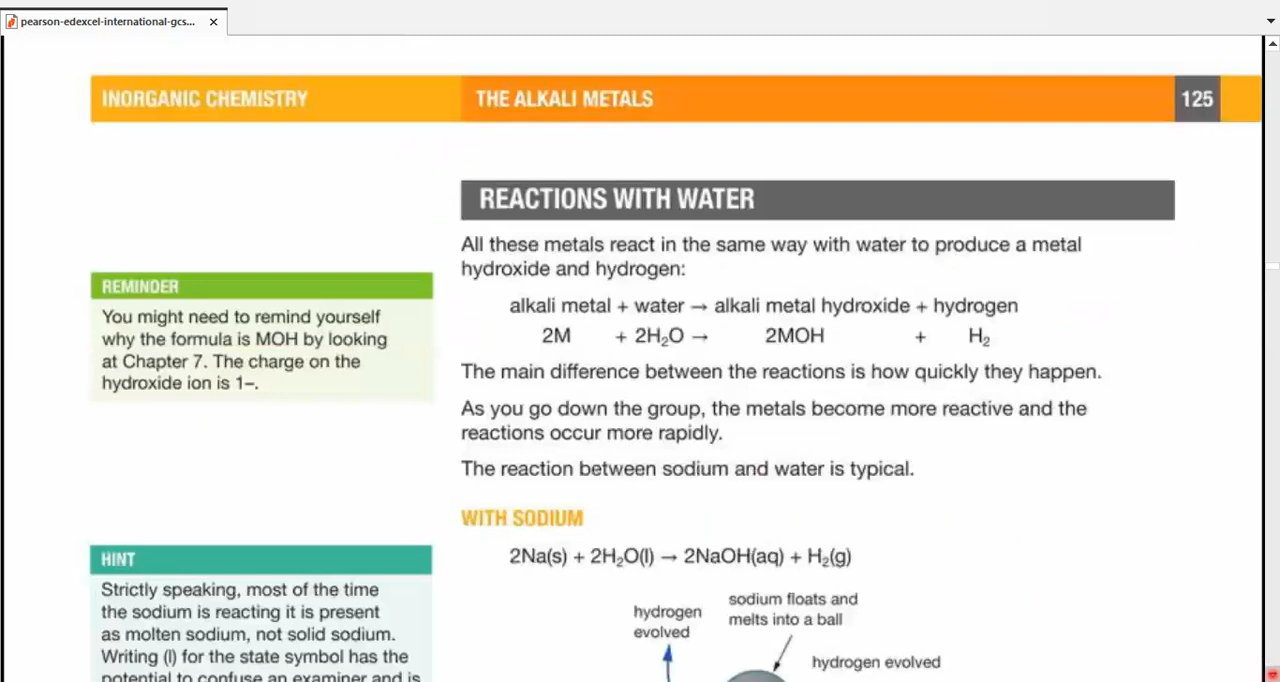 pearson-edexcel-international-gcs...
INORGANIC CHEMISTRY
THE ALKALI METALS
125
REACTIONS WITH WATER
All these metals react in the same way with water to produce a metal
hydroxide and hydrogen:
alkali metal + water → alkali metal hydroxide + hydrogen
2M + 2H₂O → 2MOH + H₂
The main difference between the reactions is how quickly they happen.
As you go down the group, the metals become more reactive and the
reactions occur more rapidly.
The reaction between sodium and water is typical.
WITH SODIUM
2Na(s) + 2H₂O(l) → 2NaOH(aq) + H₂(g)
hydrogen
evolved
sodium floats and
melts into a ball
hydrogen evolved
REMINDER
You might need to remind yourself
why the formula is MOH by looking
at Chapter 7. The charge on the
hydroxide ion is 1–.
HINT
Strictly speaking, most of the time
the sodium is reacting it is present
as molten sodium, not solid sodium.
Writing (l) for the state symbol has the
potential to confuse an examiner and is